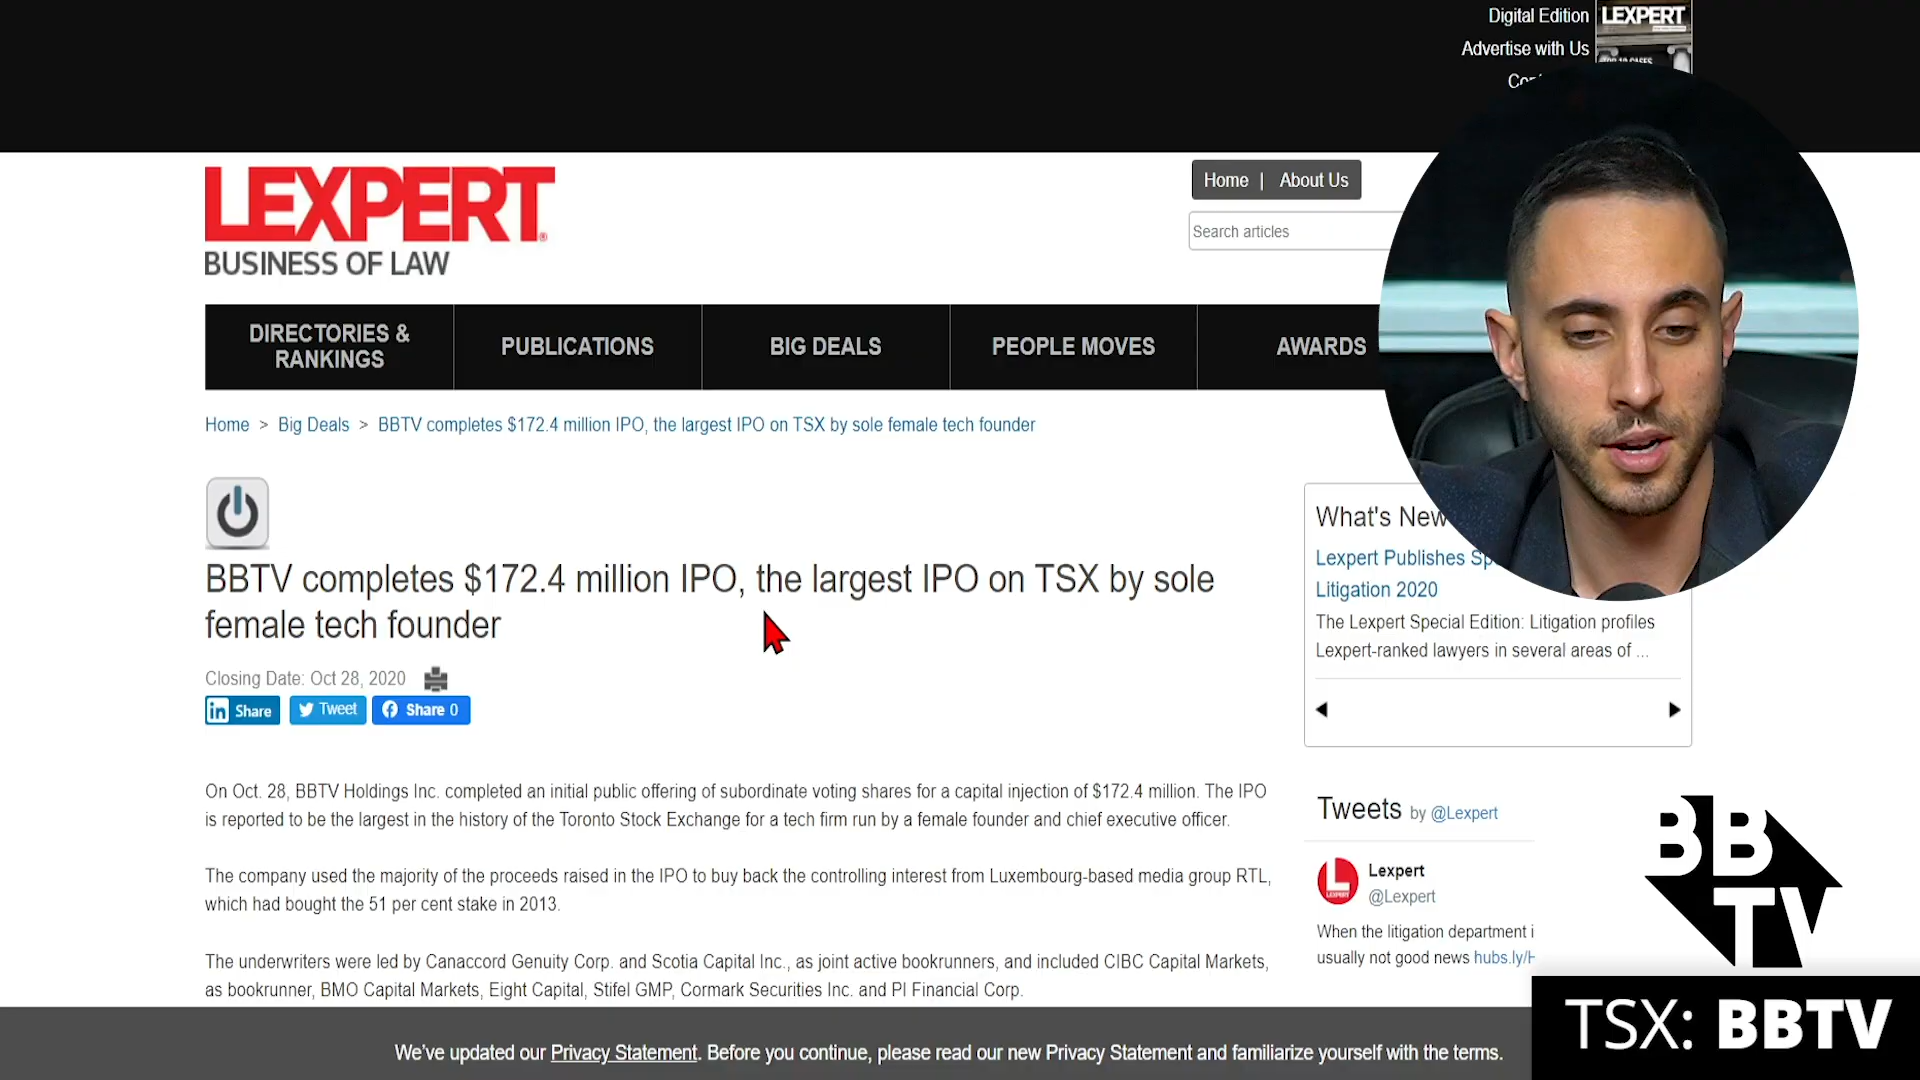 Digital Edition
Advertise with Us
LEXPERT
LEXPERT
BUSINESS OF LAW
Home | About Us
Search articles
DIRECTORIES & RANKINGS
PUBLICATIONS
BIG DEALS
PEOPLE MOVES
AWARDS
Home > Big Deals > BBTV completes $172.4 million IPO, the largest IPO on TSX by sole female tech founder
BBTV completes $172.4 million IPO, the largest IPO on TSX by sole
female tech founder
Closing Date: Oct 28, 2020
in Share
Tweet
Share 0
On Oct. 28, BBTV Holdings Inc. completed an initial public offering of subordinate voting shares for a capital injection of $172.4 million. The IPO
is reported to be the largest in the history of the Toronto Stock Exchange for a tech firm run by a female founder and chief executive officer.
The company used the majority of the proceeds raised in the IPO to buy back the controlling interest from Luxembourg-based media group RTL,
which had bought the 51 per cent stake in 2013.
The underwriters were led by Canaccord Genuity Corp. and Scotia Capital Inc., as joint active bookrunners, and included CIBC Capital Markets,
as bookrunner, BMO Capital Markets, Eight Capital, Stifel GMP, Cormark Securities Inc. and PI Financial Corp.
What's New
Lexpert Publishes
Litigation 2020
The Lexpert Special Edition: Litigation profiles
Lexpert-ranked lawyers in several areas of ...
Tweets by @Lexpert
Lexpert
@Lexpert
When the litigation department i
usually not good news hubs.ly/H
BB
TV
TSX: BBTV
We've updated our Privacy Statement. Before you continue, please read our new Privacy Statement and familiarize yourself with the terms.